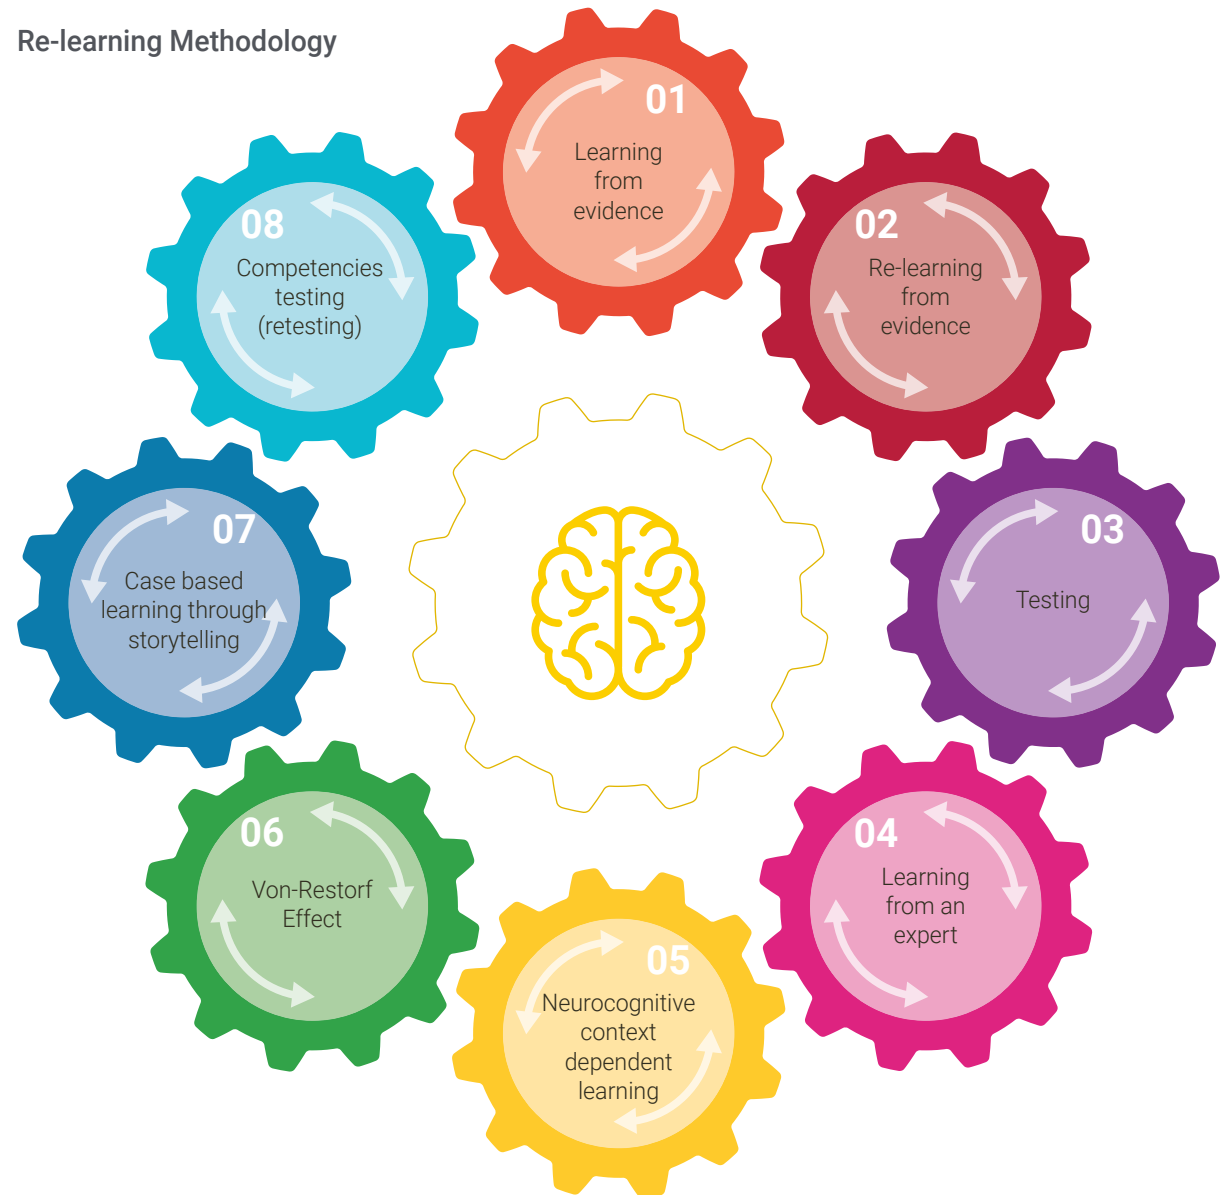 Re-learning Methodology
01
Learning
from
evidence
02
Re-learning
from
evidence
03
Testing
04
Learning
from an
expert
05
Neurocognitive
context
dependent
learning
06
Von-Restorf
Effect
07
Case based
learning through
storytelling
08
Competencies
testing
(retesting)